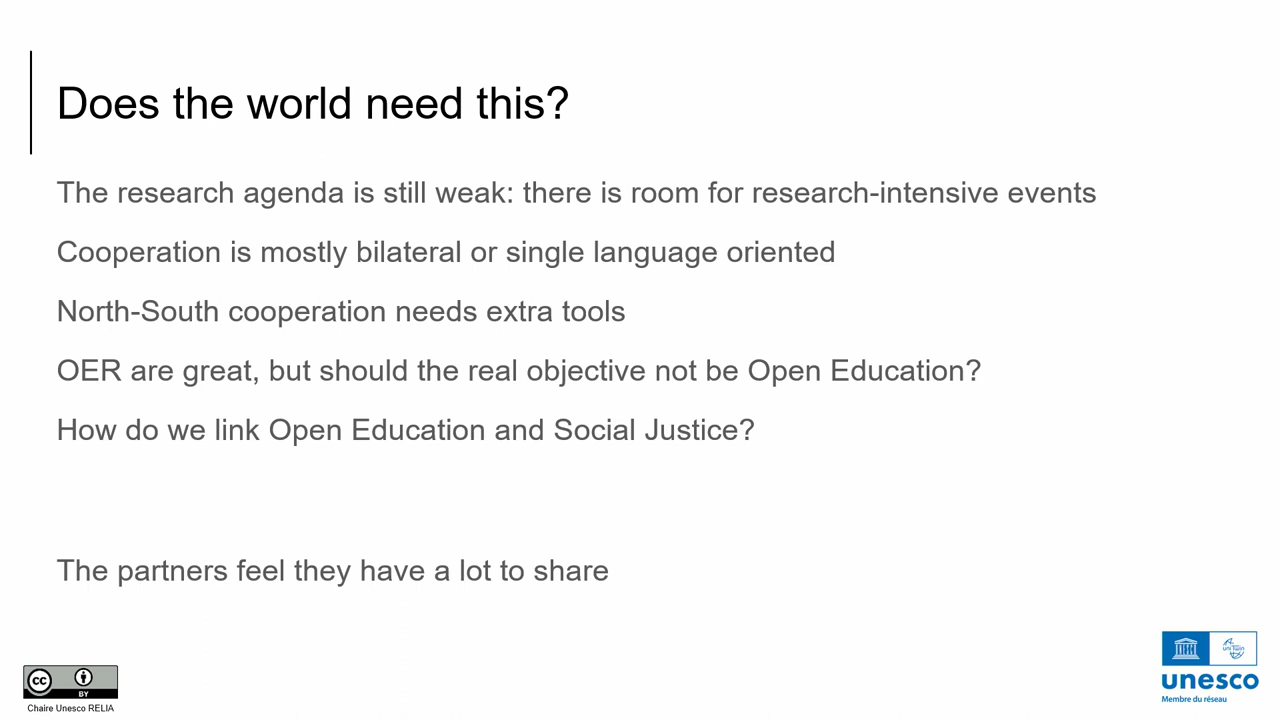 Does the world need this?
The research agenda is still weak: there is room for research-intensive events
Cooperation is mostly bilateral or single language oriented
North-South cooperation needs extra tools
OER are great, but should the real objective not be Open Education?
How do we link Open Education and Social Justice?
The partners feel they have a lot to share
cc
BY
Chaire Unesco RELIA
uni twin
unesco
Membre du réseau